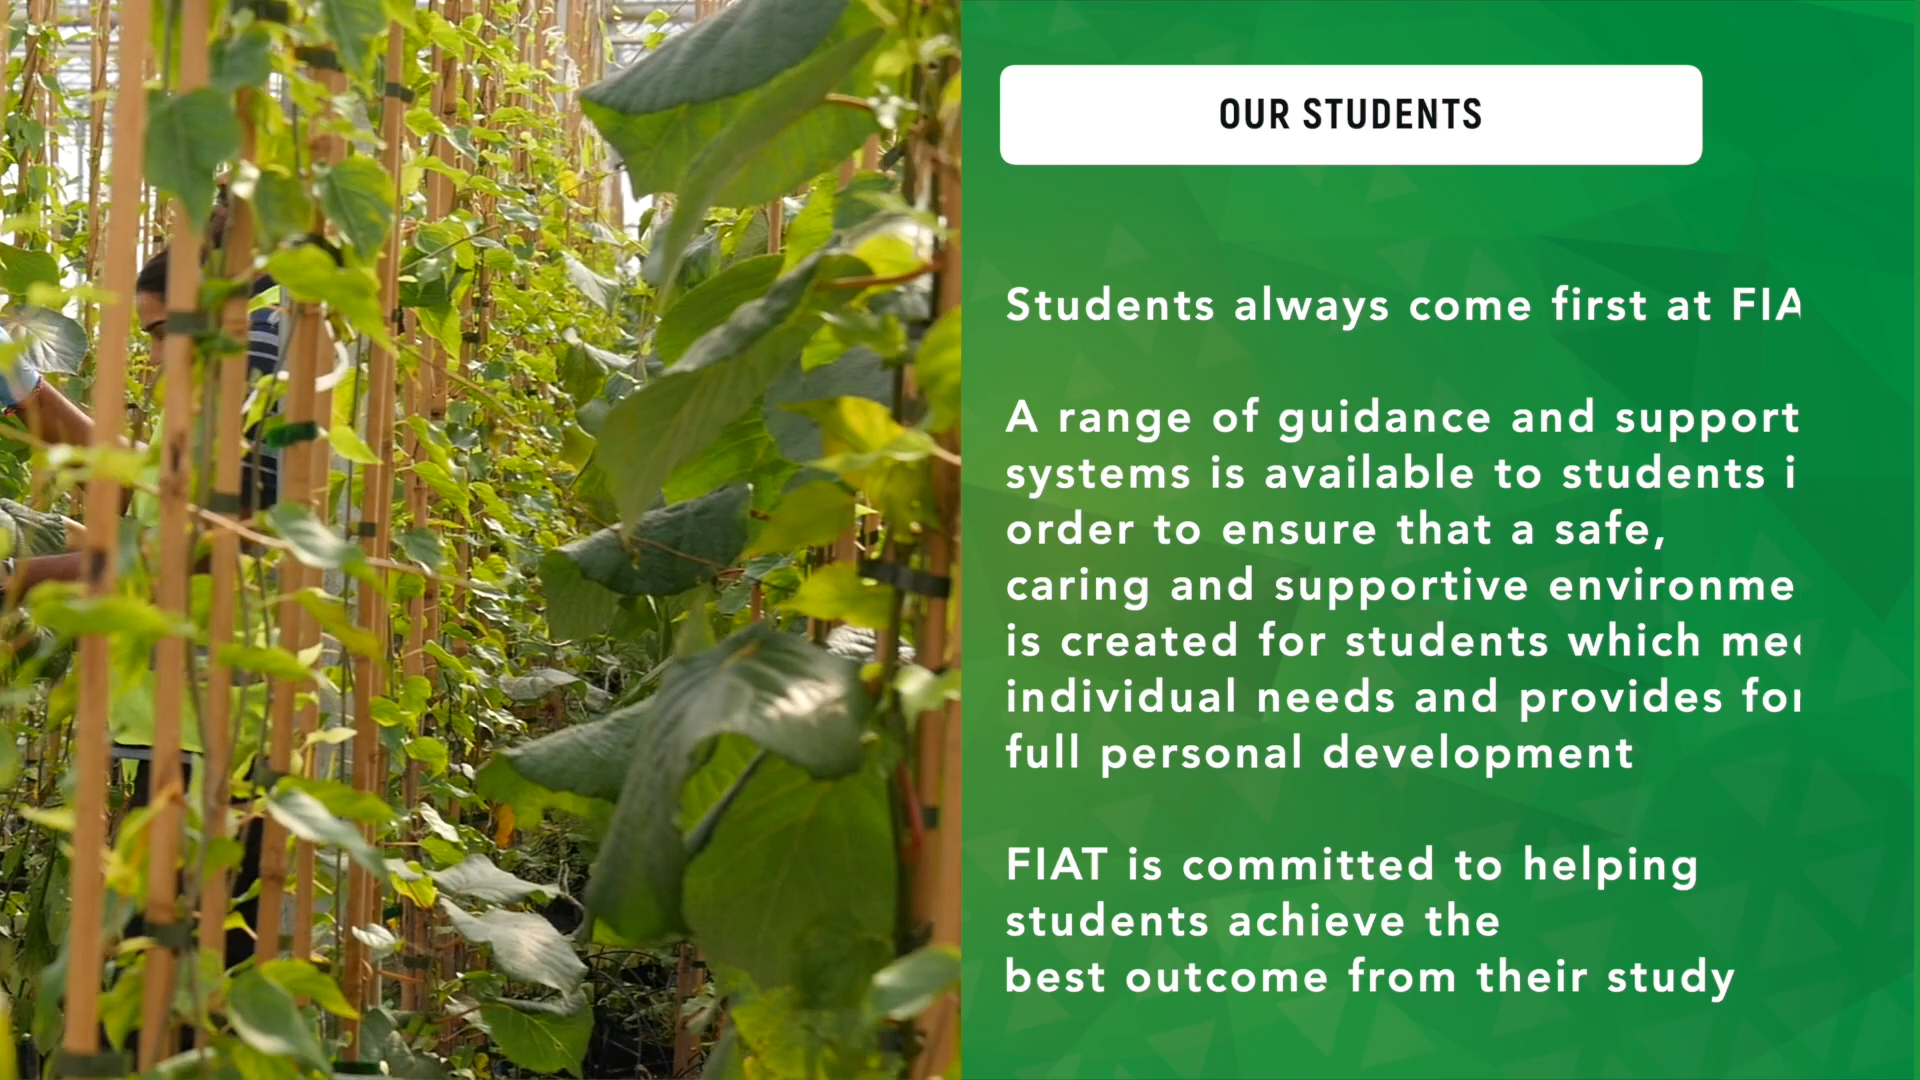 OUR STUDENTS
Students always come first at FIA
A range of guidance and support
systems is available to students i
order to ensure that a safe,
caring and supportive environme
is created for students which me
individual needs and provides for
full personal development
FIAT is committed to helping
students achieve the
best outcome from their study